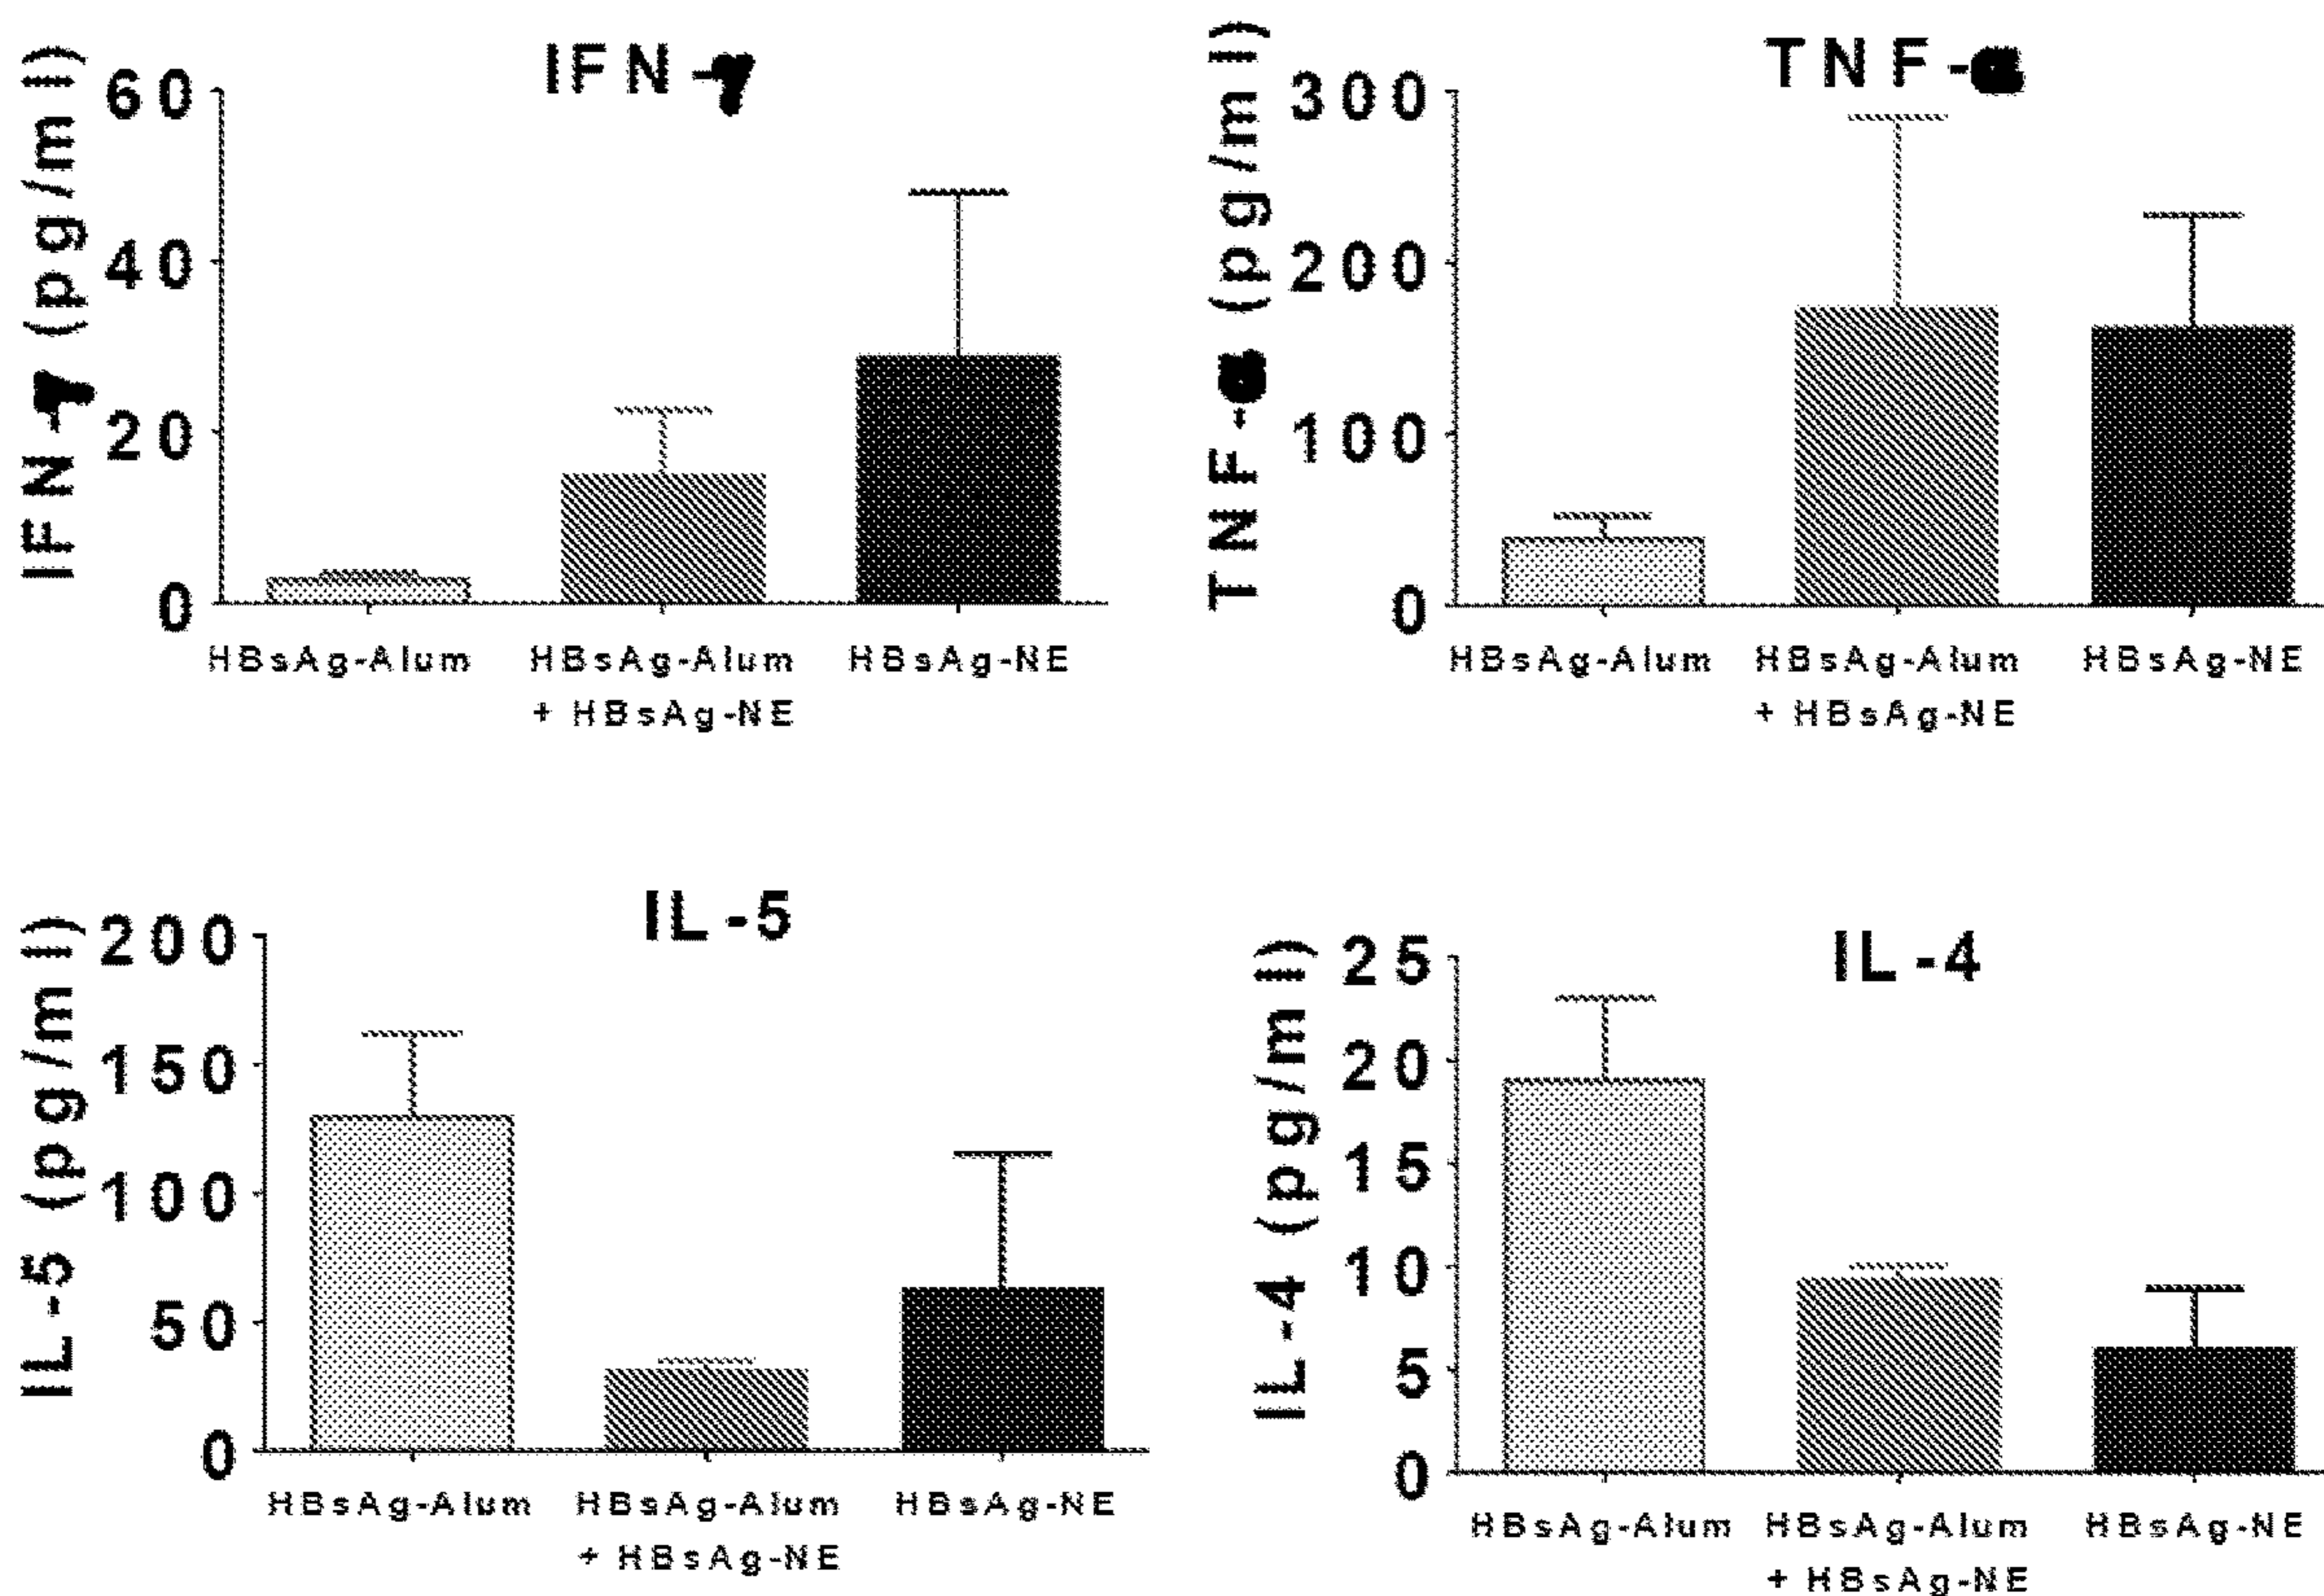 IFN-γ
IFN-γ (pg/ml)
60
40
20
0
HBsAg-Alum
HBsAg-Alum
+ HBsAg-NE
HBsAg-NE
TNF-α
TNF-α (pg/ml)
300
200
100
0
HBsAg-Alum
HBsAg-Alum
+ HBsAg-NE
HBsAg-NE
IL-5
IL-5 (pg/ml)
200
150
100
50
0
HBsAg-Alum
HBsAg-Alum
+ HBsAg-NE
HBsAg-NE
IL-4
IL-4 (pg/ml)
25
20
15
10
5
0
HBsAg-Alum
HBsAg-Alum
+ HBsAg-NE
HBsAg-NE